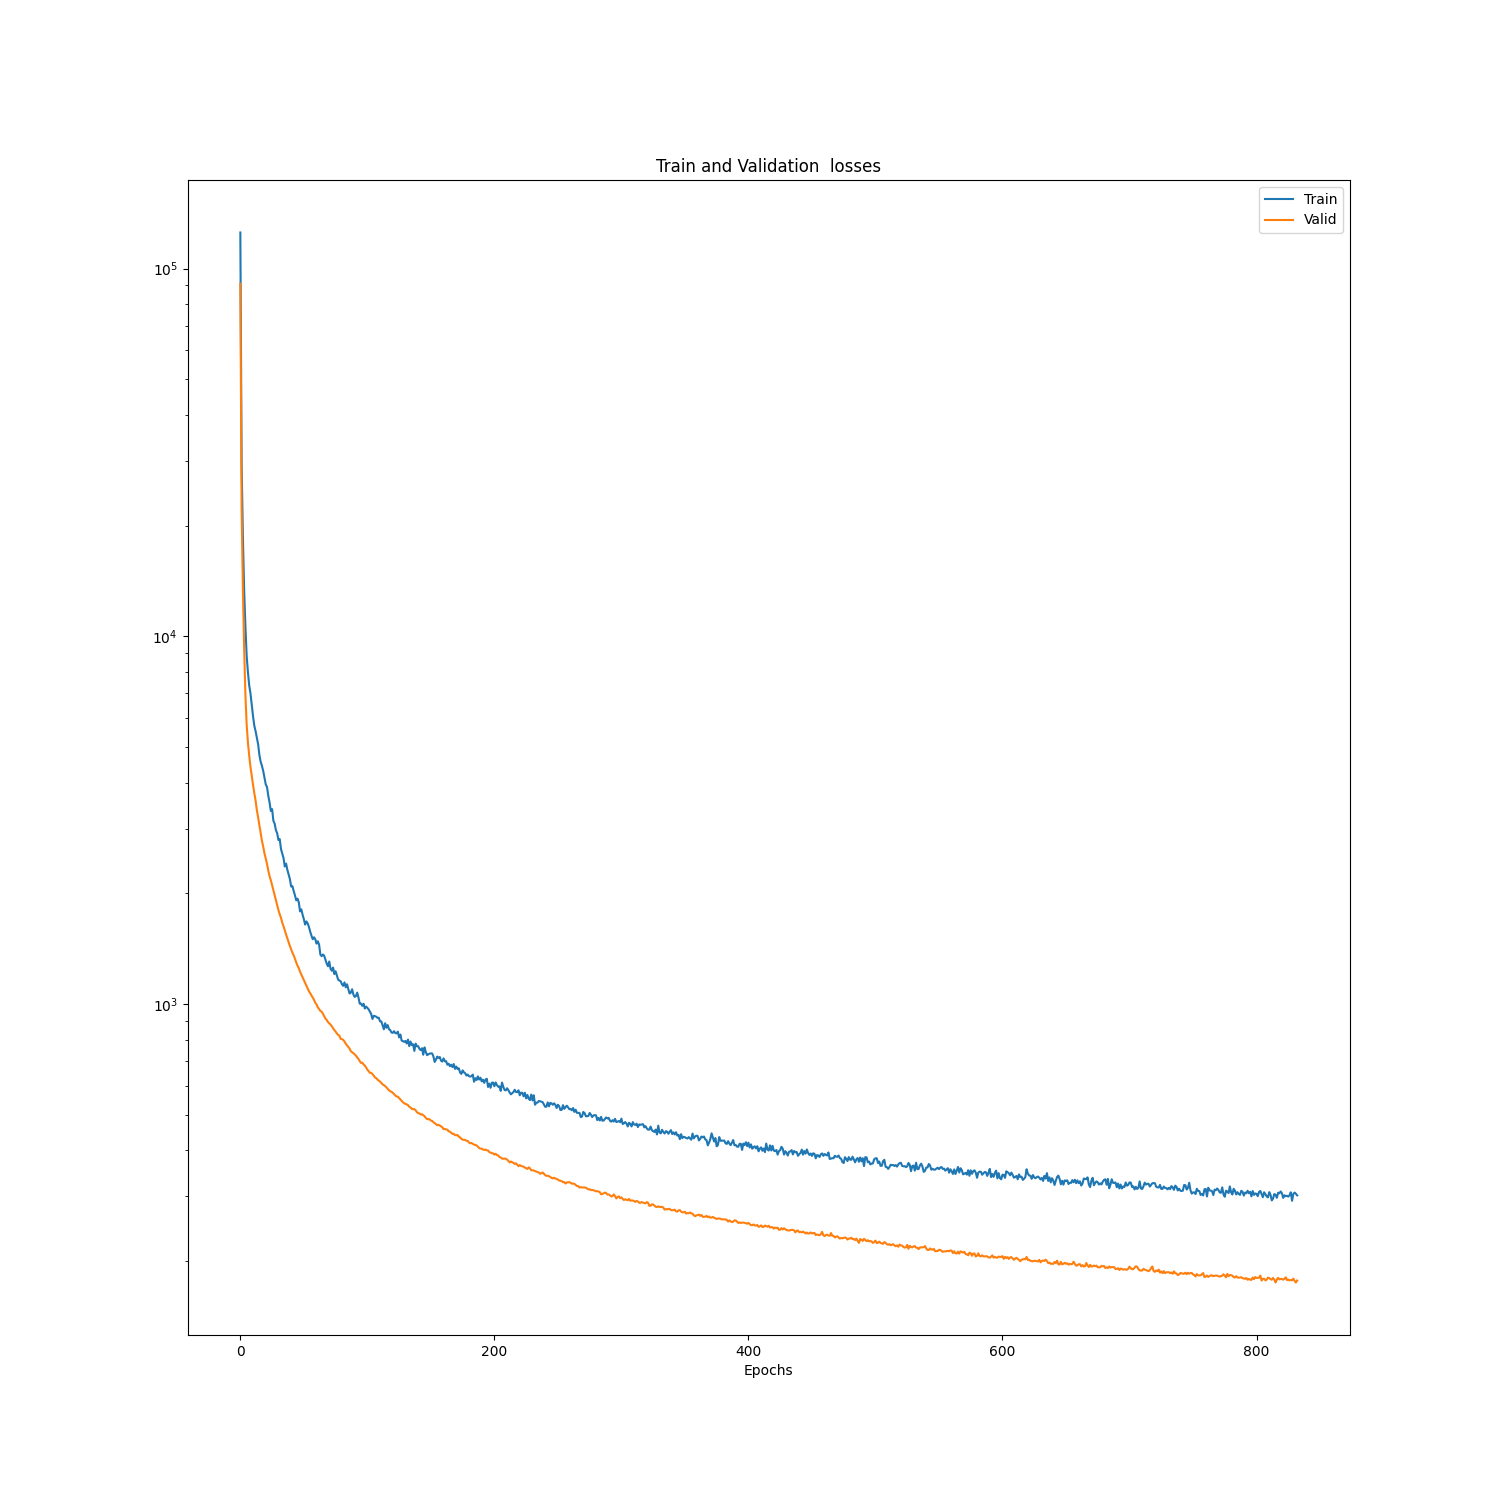 Train and Validation  losses
Train
Valid
10^5
10^4
10^3
0 200 400 600 800
Epochs